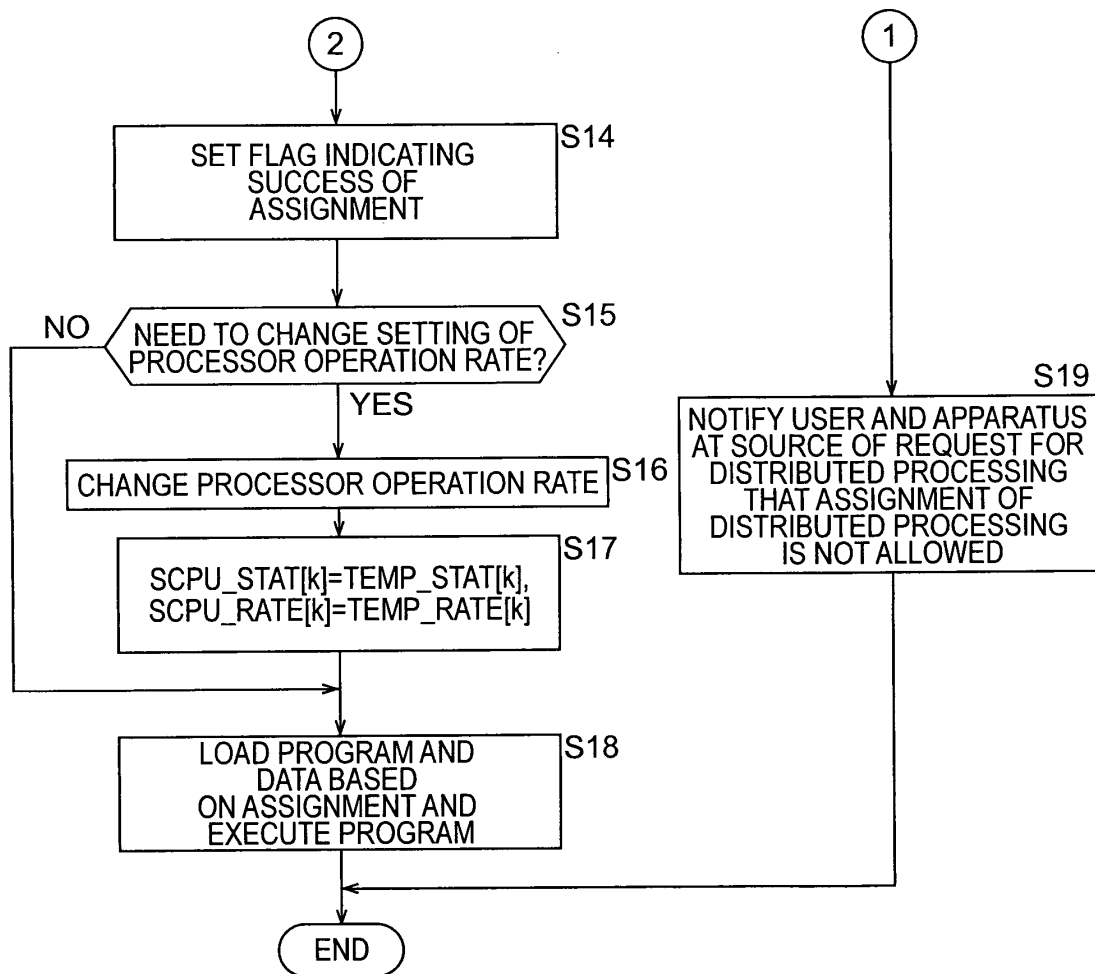 2
1
S14
SET FLAG INDICATING
SUCCESS OF
ASSIGNMENT
S15
NO
NEED TO CHANGE SETTING OF
PROCESSOR OPERATION RATE?
YES
S16
CHANGE PROCESSOR OPERATION RATE
S17
SCPU_STAT[k]=TEMP_STAT[k],
SCPU_RATE[k]=TEMP_RATE[k]
S18
LOAD PROGRAM AND
DATA BASED
ON ASSIGNMENT AND
EXECUTE PROGRAM
S19
NOTIFY USER AND APPARATUS
AT SOURCE OF REQUEST FOR
DISTRIBUTED PROCESSING
THAT ASSIGNMENT OF
DISTRIBUTED PROCESSING
IS NOT ALLOWED
END